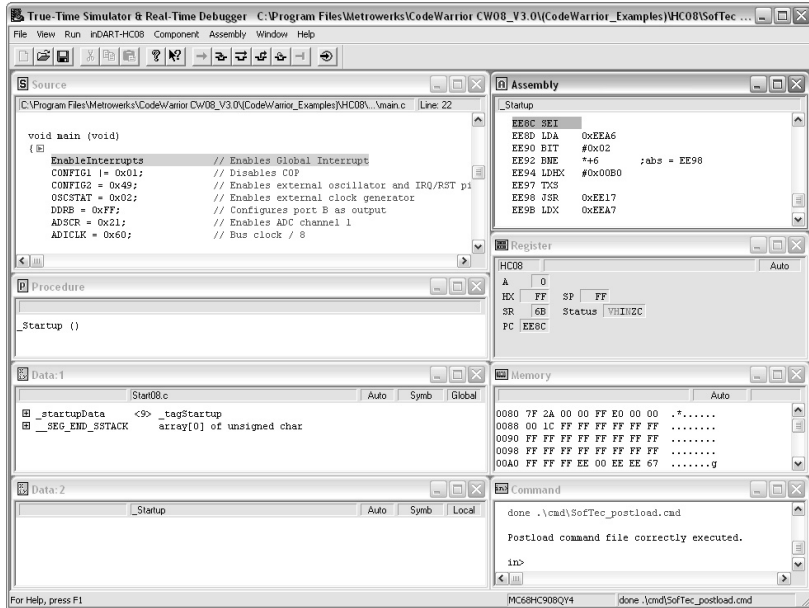 True-Time Simulator & Real-Time Debugger   C:\Program Files\Metrowerks\CodeWarrior CW08_V3.0\(CodeWarrior_Examples)\HC08\SofTec ...
File View Run inDART-HC08 Component Assembly Window Help
Source
C:\Program Files\Metrowerks\CodeWarrior CW08_V3.0\(CodeWarrior_Examples)\HC08\...\main.c Line: 22
void main (void)
{
EnableInterrupts // Enables Global Interrupt
CONFIG1 |= 0x01; // Disables COP
CONFIG2 = 0x49; // Enables external oscillator and IRQ/RST pi
OSCSTAT = 0x02; // Enables external clock generator
DDRB = 0xFF; // Configures port B as output
ADSCR = 0x21; // Enables ADC channel 1
ADICLK = 0x60; // Bus clock / 8
Assembly
_Startup
EE8C SEI
EE8D LDA 0xEEA6
EE90 BIT #0x02
EE92 BNE *+6 ;abs = EE98
EE94 LDHX #0x00B0
EE97 TXS
EE98 JSR 0xEE17
EE9B LDX 0xEEA7
Register
HC08 Auto
A 0
HX FF SP FF
SR 6B Status VHINZC
PC EE8C
Procedure
_Startup ()
Data:1
Start08.c Auto Symb Global
_startupData <9> _tagStartup
__SEG_END_SSTACK array[0] of unsigned char
Memory
Auto
0080 7F 2A 00 00 FF E0 00 00 .*......
0088 00 1C FF FF FF FF FF FF ........
0090 FF FF FF FF FF FF FF FF ........
0098 FF FF FF FF FF FF FF FF ........
00A0 FF FF FF EE 00 EE EE 67 .......g
Data:2
_Startup Auto Symb Local
Command
done .\cmd\SofTec_postload.cmd
Postload command file correctly executed.
in>
For Help, press F1 MC68HC908QY4 done .\cmd\SofTec_postload.cmd